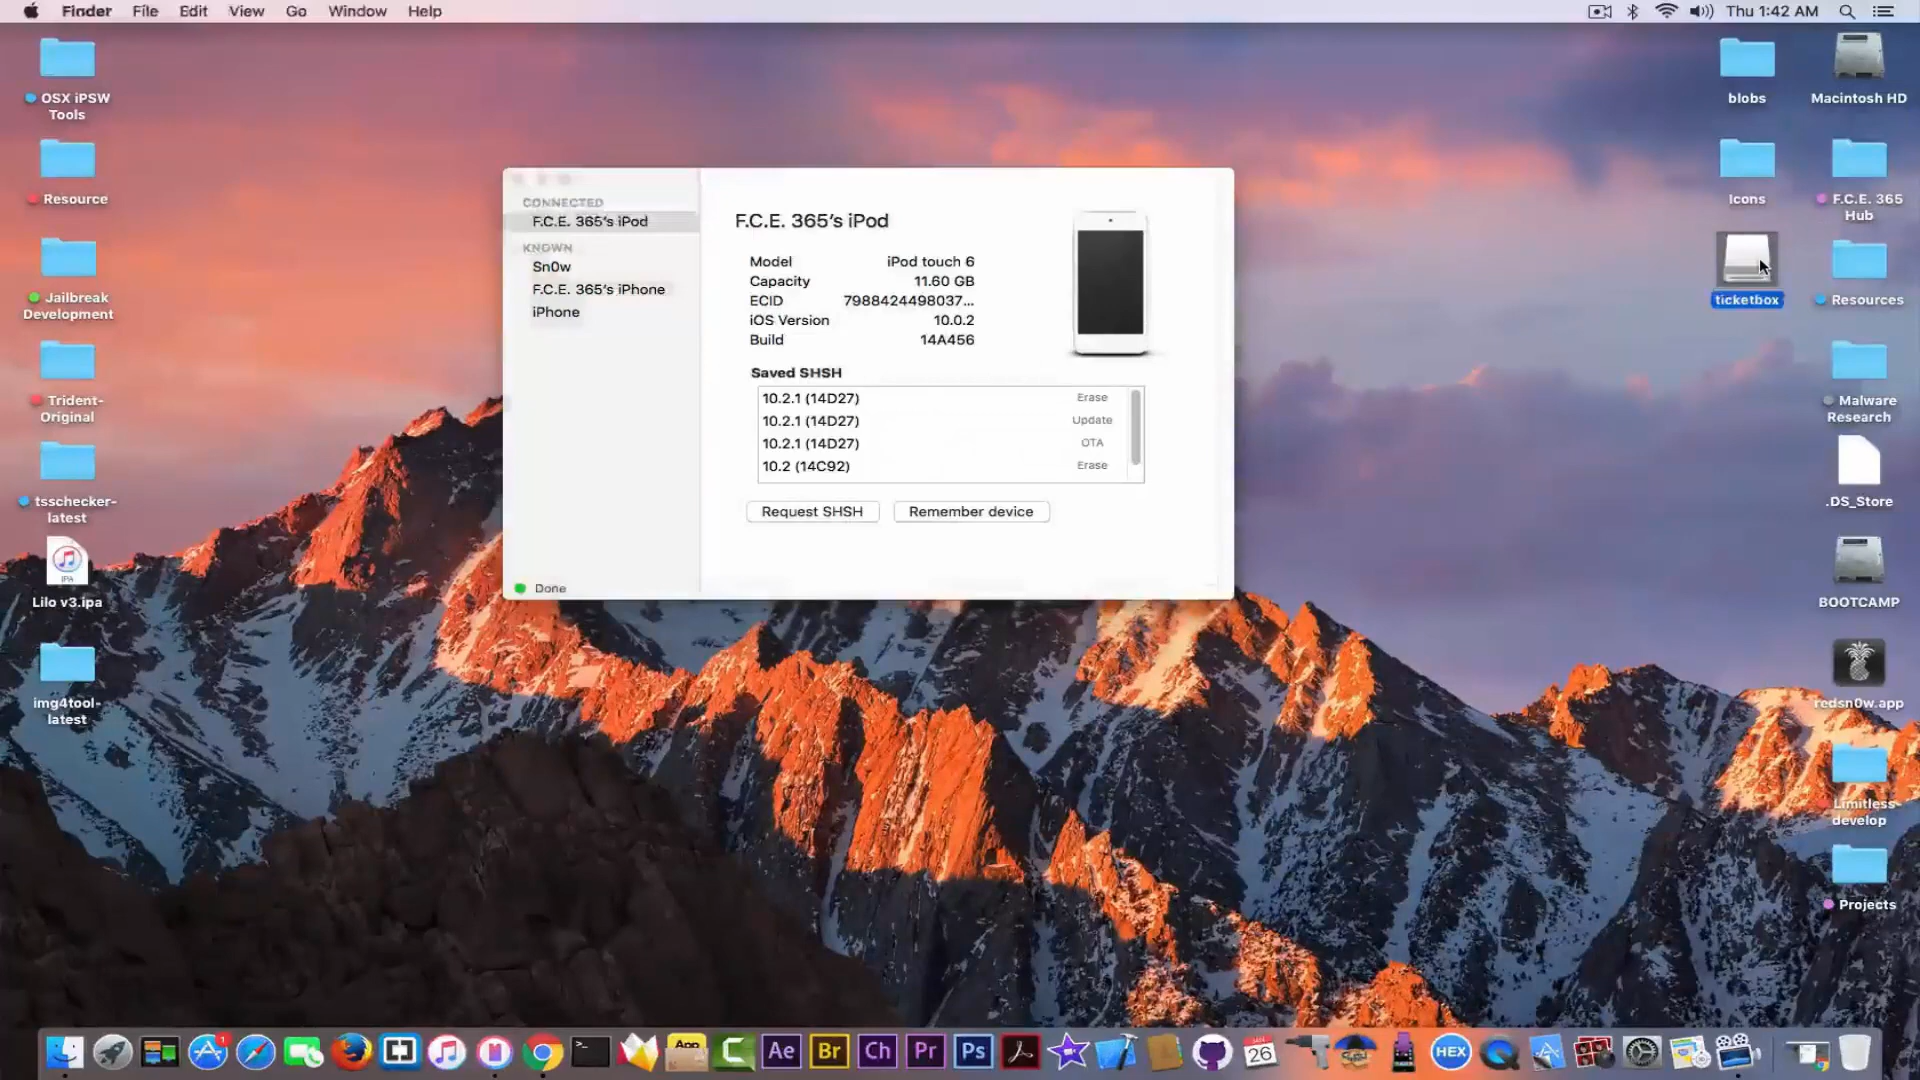 Finder File Edit View Go Window Help Thu 1:42 AM
OSX iPSW
Tools
Resource
Jailbreak
Development
Trident-
Original
tsschecker-
latest
IPA
Lilo v3.ipa
img4tool-
latest
CONNECTED
F.C.E. 365's iPod
KNOWN
Sn0w
F.C.E. 365's iPhone
iPhone
Done
F.C.E. 365's iPod
Model iPod touch 6
Capacity 11.60 GB
ECID 7988424498037...
iOS Version 10.0.2
Build 14A456
Saved SHSH
10.2.1 (14D27) Erase
10.2.1 (14D27) Update
10.2.1 (14D27) OTA
10.2 (14C92) Erase
Request SHSH Remember device
blobs
Icons
ticketbox
Macintosh HD
F.C.E. 365
Hub
Resources
Malware
Research
.DS_Store
BOOTCAMP
redsn0w.app
Limitless-
develop
Projects
1
App
Ae Br Ch Pr Ps
26
HEX